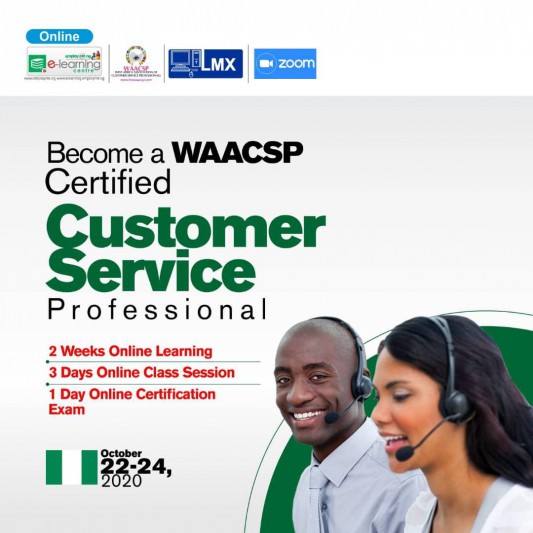 Online
e-learning
centre
WAACSP
LMX
zoom
Become a WAACSP
Certified
Customer
Service
Professional
2 Weeks Online Learning
3 Days Online Class Session
1 Day Online Certification
Exam
October
22-24,
2020